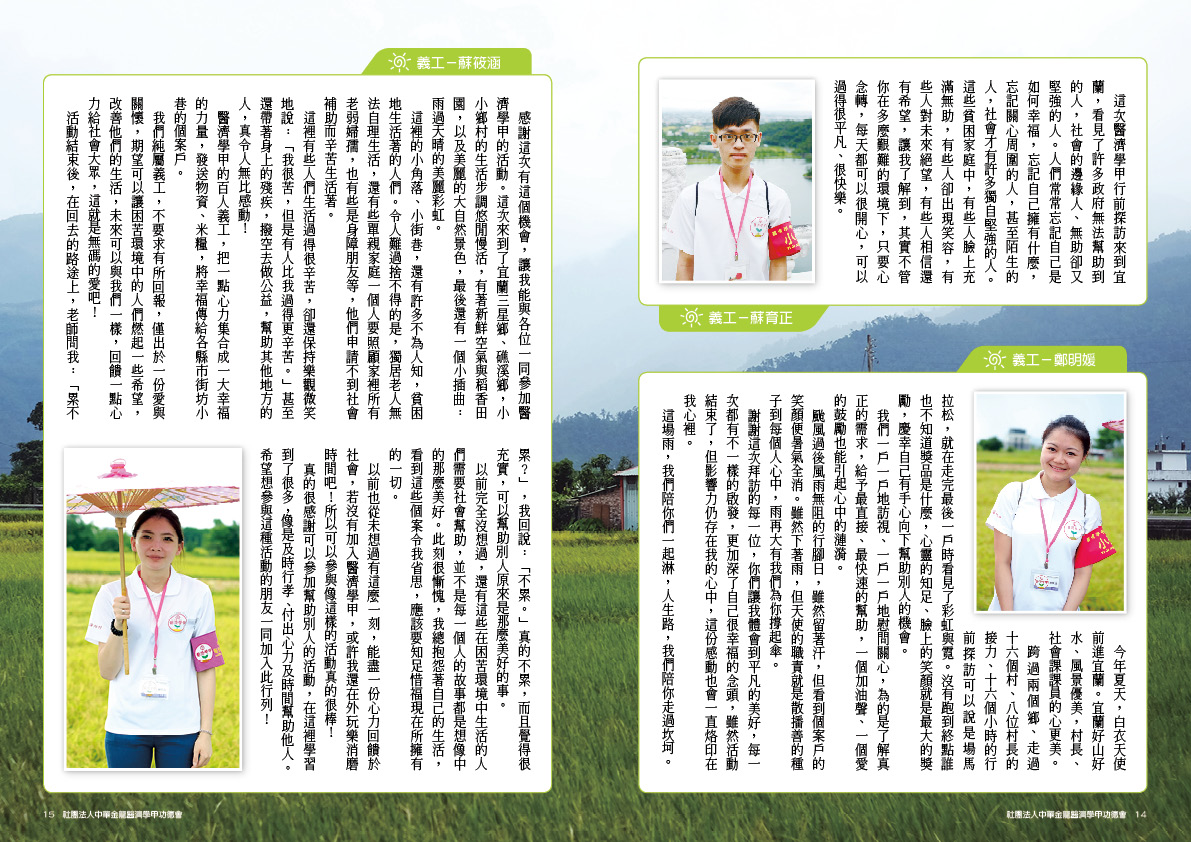 義工－蘇育正
這次醫濟學甲行前探訪來到宜
蘭，看見了許多政府無法幫助到
的人，社會的邊緣人、無助卻又
堅強的人。人們常常忘記自己是
如何幸福，忘記自己擁有什麼，
忘記關心周圍的人，甚至陌生的
人，社會才有許多獨自堅強的人。
這些貧困家庭中，有些人臉上充
滿無助，有些人卻出現笑容，有
些人對未來絕望，有些人相信還
有希望，讓我了解到，其實不管
你在多麼艱難的環境下，只要心
念轉，每天都可以很開心，可以
過得很平凡、很快樂。
義工－鄭明媛
今年夏天，白衣天使
前進宜蘭。宜蘭好山好
水、風景優美，村長、
社會課課員的心更美。
跨過兩個鄉、走過
十六個村、八位村長的
接力、十六個小時的行
前探訪可以說是場馬
拉松，就在走完最後一戶時看見了彩虹與霓。沒有跑到終點誰
也不知道獎品是什麼，心靈的知足、臉上的笑顏就是最大的獎
勵，慶幸自己有手心向下幫助別人的機會。
我們一戶一戶地訪視、一戶一戶地慰問關心，為的是了解真
正的需求，給予最直接、最快速的幫助，一個加油聲、一個愛
的鼓勵也能引起心中的漣漪。
颱風過後風雨無阻的行腳日，雖然留著汗，但看到個案戶的
笑顏便暑氣全消。雖然下著雨，但天使的職責就是散播善的種
子到每個人心中，雨再大有我們為你撐起傘。
謝謝這次拜訪的每一位，你們讓我體會到平凡的美好，每一
次都有不一樣的啟發，更加深了自己很幸福的念頭，雖然活動
結束了，但影響力仍存在我的心中，這份感動也會一直烙印在
我心裡。
這場雨，我們陪你們一起淋，人生路，我們陪你走過坎坷。
社團法人中華金龍醫濟學甲功德會 14
義工－蘇筱涵
感謝這次有這個機會，讓我能與各位一同參加醫
濟學甲的活動。這次來到了宜蘭三星鄉、礁溪鄉，小
小鄉村的生活步調悠閒慢活，有著新鮮空氣與稻香田
園，以及美麗的大自然景色，最後還有一個小插曲：
雨過天晴的美麗彩虹。
這裡的小角落、小街巷，還有許多不為人知，貧困
地生活著的人們。令人難過捨不得的是，獨居老人無
法自理生活，還有些單親家庭一個人要照顧家裡所有
老弱婦孺，也有些是身障朋友等，他們申請不到社會
補助而辛苦生活著。
這裡有些人們生活過得很辛苦，卻還保持樂觀微笑
地說：「我很苦，但是有人比我過得更辛苦。」甚至
還帶著身上的殘疾，撥空去做公益，幫助其他地方的
人，真令人無比感動！
醫濟學甲的百人義工，把一點心力集合成一大幸福
的力量，發送物資、米糧，將幸福傳給各縣市街坊小
巷的個案戶。
我們純屬義工，不要求有所回報，僅出於一份愛與
關懷，期望可以讓困苦環境中的人們燃起一些希望，
改善他們的生活，未來可以與我們一樣，回饋一點心
力給社會大眾，這就是無碼的愛吧！
活動結束後，在回去的路途上，老師問我：「累不
累？」，我回說：「不累。」真的不累，而且覺得很
充實，可以幫助別人原來是那麼美好的事。
以前完全沒想過，還有這些在困苦環境中生活的人
們需要社會幫助，並不是每一個人的故事都是想像中
的那麼美好。此刻很慚愧，我總抱怨著自己的生活，
看到這些個案令我省思，應該要知足惜福現在所擁有
的一切。
以前也從未想過有這麼一刻，能盡一份心力回饋於
社會，若沒有加入醫濟學甲，或許我還在外玩樂消磨
時間吧！所以可以參與像這樣的活動真的很棒！
真的很感謝可以參加幫助別人的活動，在這裡學習
到了很多，像是及時行孝、付出心力及時間幫助他人。
希望想參與這種活動的朋友一同加入此行列！
15 社團法人中華金龍醫濟學甲功德會